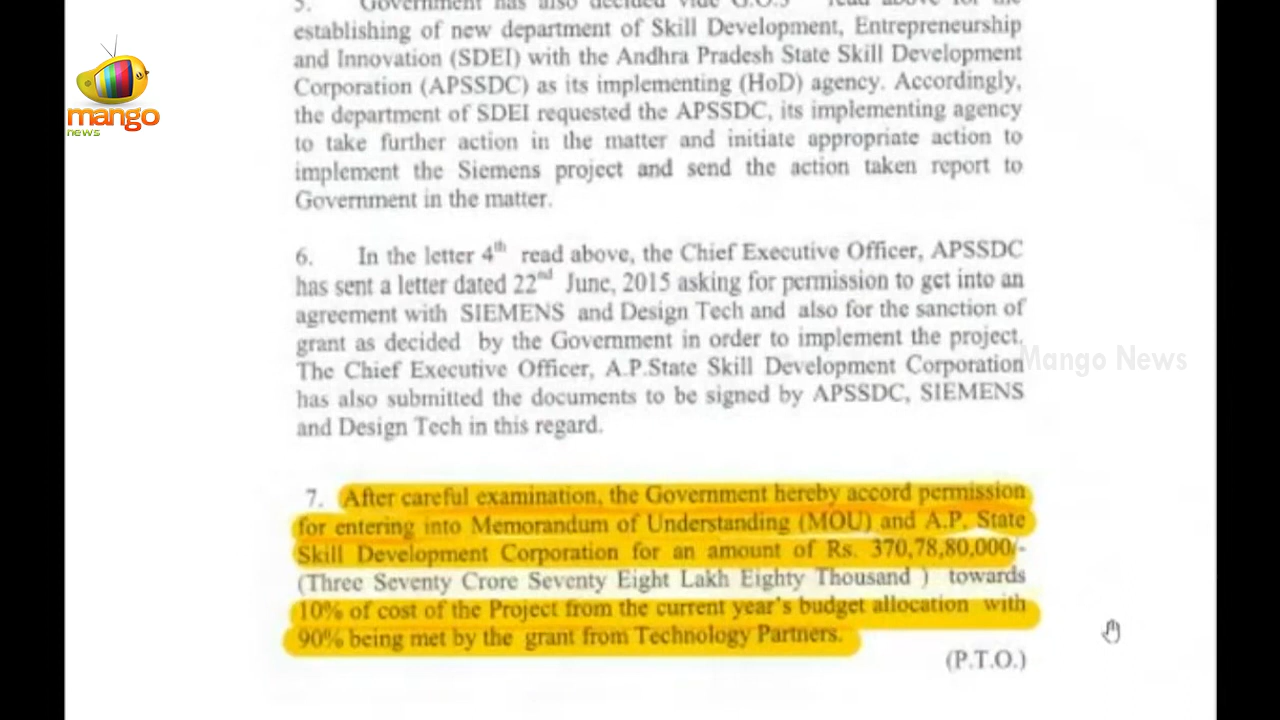 5. Government has also decided vide G.O.3 read above for the
establishing of new department of Skill Development, Entrepreneurship
and Innovation (SDEI) with the Andhra Pradesh State Skill Development
Corporation (APSSDC) as its implementing (HoD) agency. Accordingly,
the department of SDEI requested the APSSDC, its implementing agency
to take further action in the matter and initiate appropriate action to
implement the Siemens project and send the action taken report to
Government in the matter.
6. In the letter 4th read above, the Chief Executive Officer, APSSDC
has sent a letter dated 22nd June, 2015 asking for permission to get into an
agreement with SIEMENS and Design Tech and also for the sanction of
grant as decided by the Government in order to implement the project.
The Chief Executive Officer, A.P.State Skill Development Corporation
has also submitted the documents to be signed by APSSDC, SIEMENS
and Design Tech in this regard.
7. After careful examination, the Government hereby accord permission
for entering into Memorandum of Understanding (MOU) and A.P. State
Skill Development Corporation for an amount of Rs. 370,78,80,000/-
(Three Seventy Crore Seventy Eight Lakh Eighty Thousand ) towards
10% of cost of the Project from the current year's budget allocation with
90% being met by the grant from Technology Partners.
(P.T.O.)
mango
news
Mango News